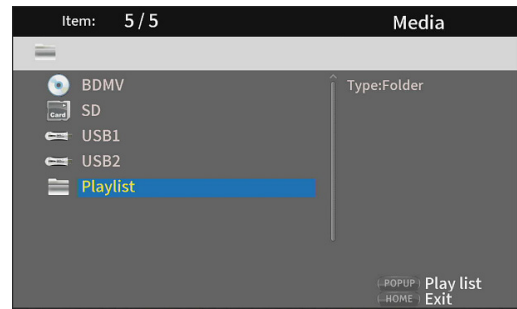 Item: 5/5 Media
BDMV
Type:Folder
Card SD
USB1
USB2
Playlist
POPUP Play list
HOME Exit